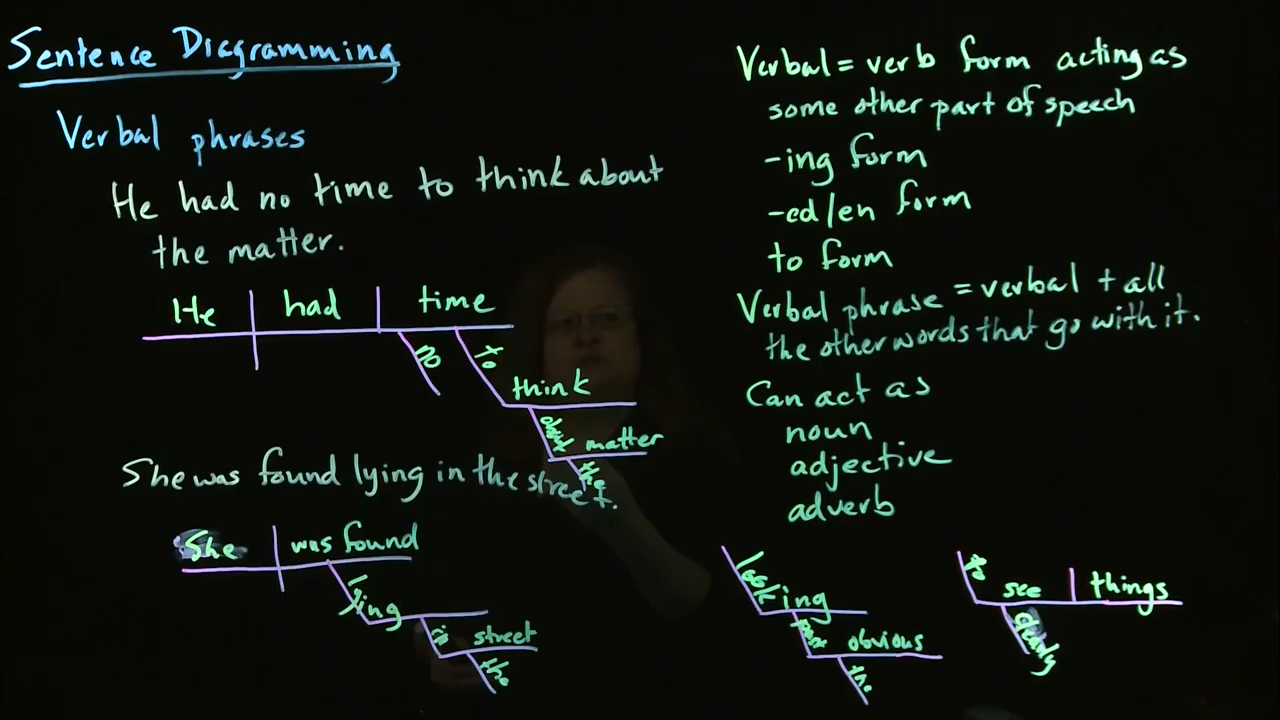 Sentence Diagramming
Verbal phrases
He had no time to think about
the matter.
He had time
no
to
think
about
matter
the
She was found lying in the street.
She was found
lying
in
street
the
Verbal = verb form acting as
some other part of speech
-ing form
-ed/en form
to form
Verbal phrase = verbal + all
the other words that go with it.
Can act as
noun
adjective
adverb
looking
past
obvious
the
to
see things
clearly